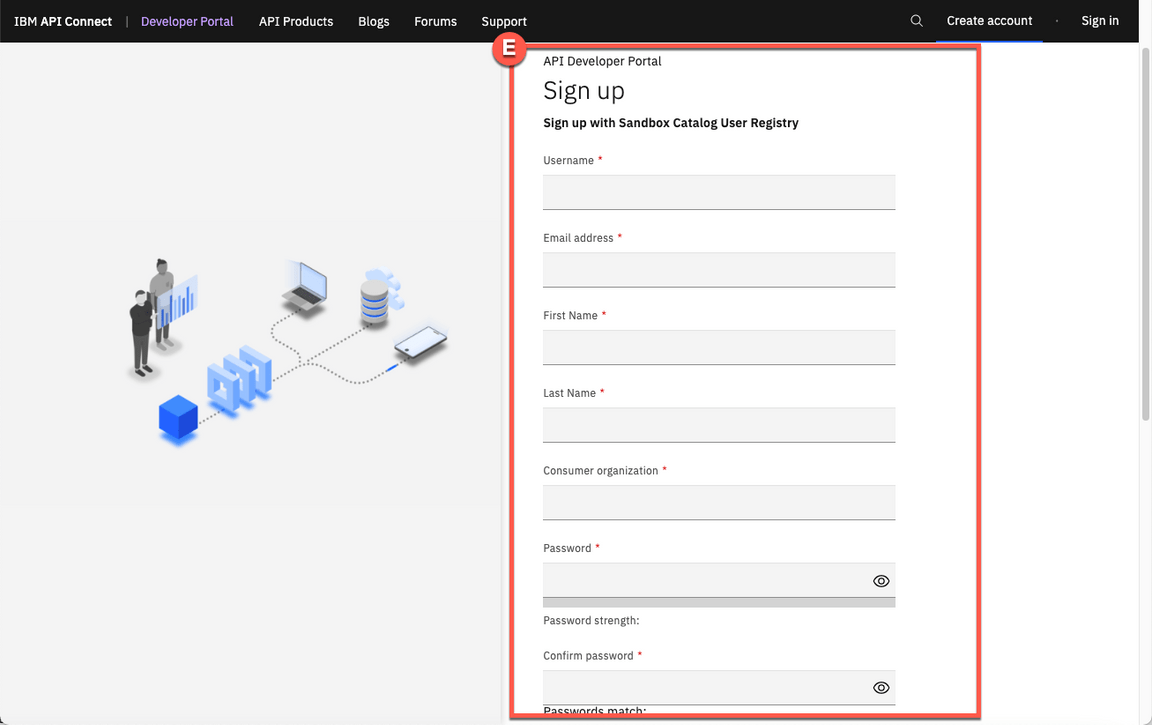 IBM API Connect | Developer Portal API Products Blogs Forums Support Create account · Sign in
E
API Developer Portal
Sign up
Sign up with Sandbox Catalog User Registry
Username *
Email address *
First Name *
Last Name *
Consumer organization *
Password *
Password strength:
Confirm password *
Passwords match: